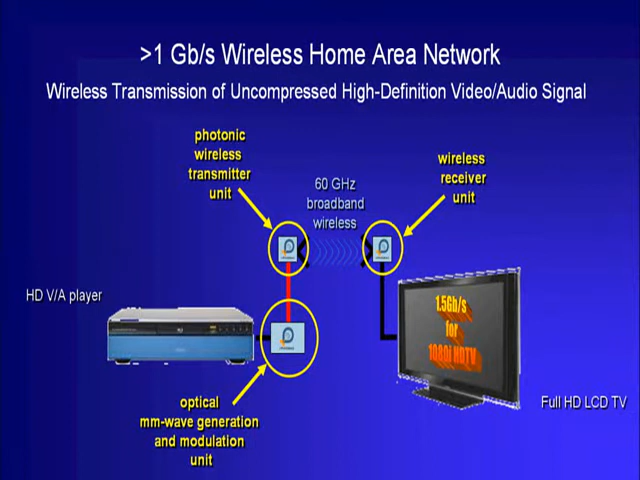 >1 Gb/s Wireless Home Area Network
Wireless Transmission of Uncompressed High-Definition Video/Audio Signal
photonic
wireless
transmitter
unit
60 GHz
broadband
wireless
wireless
receiver
unit
HD V/A player
1.5Gb/s
for
1080i HDTV
optical
mm-wave generation
and modulation
unit
Full HD LCD TV